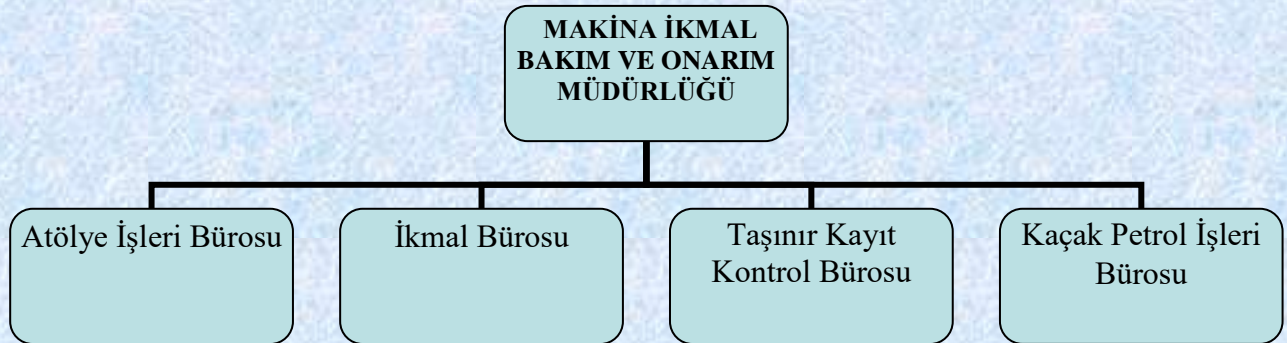 MAKİNA İKMAL
BAKIM VE ONARIM
MÜDÜRLÜĞÜ
Atölye İşleri Bürosu
İkmal Bürosu
Taşınır Kayıt
Kontrol Bürosu
Kaçak Petrol İşleri
Bürosu